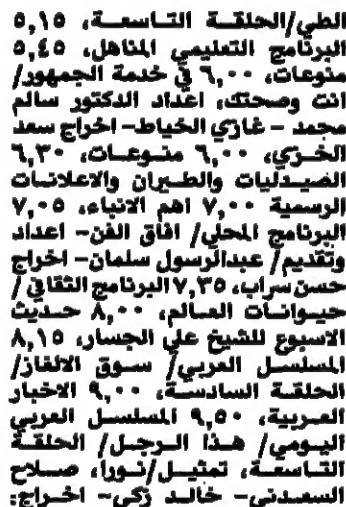 الطي/الحلقة التاسعة، ٥,١٥
البرنامج التعليمي المناهل، ٥,٤٥
منوعات، ٦,٠٠ في خدمة الجمهور/
انت وصحتك، اعداد الدكتور سالم
محمد - غازي الخياط- اخراج سعد
الخزي، ٦,٠٠ منوعات، ٦,٣٠
الصيدليات والطيران والاعلانات
الرسمية ٧,٠٠ اهم الانباء، ٧,٠٥
البرنامج المحلي/ افاق الفن- اعداد
وتقديم/ عبدالرسول سلمان- اخراج
حسن سراب، ٧,٣٥ البرنامج الثقافي/
حيوانات العالم، ٨,٠٠ حديث
الاسبوع للشيخ علي الجسار، ٨,١٥
المسلسل العربي/ سوق الالغاز/
الحلقة السادسة، ٩,٠٠ الاخبار
العربية، ٩,٥٠ المسلسل العربي
اليومي/ هذا الرجل/ الحلقة
التاسعة، تمثيل/نورا، صلاح
السعدني- خالد زكي- اخراج: